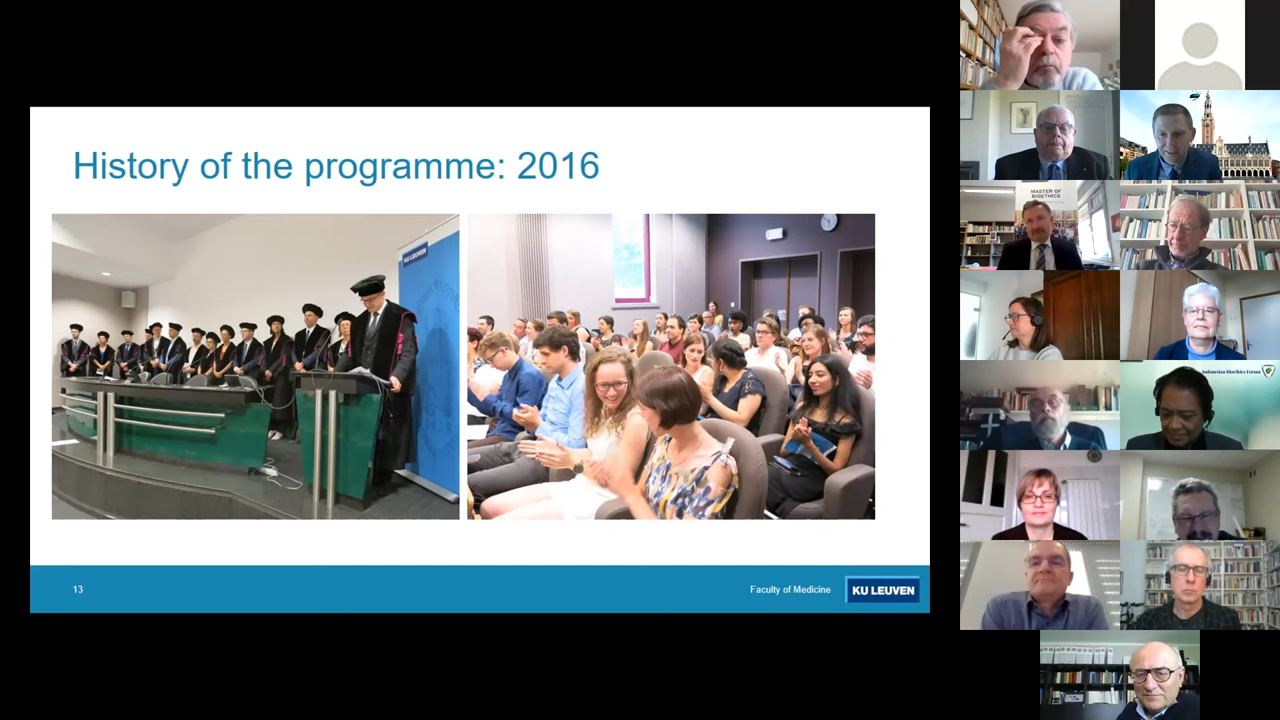 History of the programme: 2016
KU LEUVEN
13
Faculty of Medicine
KU LEUVEN
MASTER OF
BIOETHICS
Indonesian Bioethics Forum